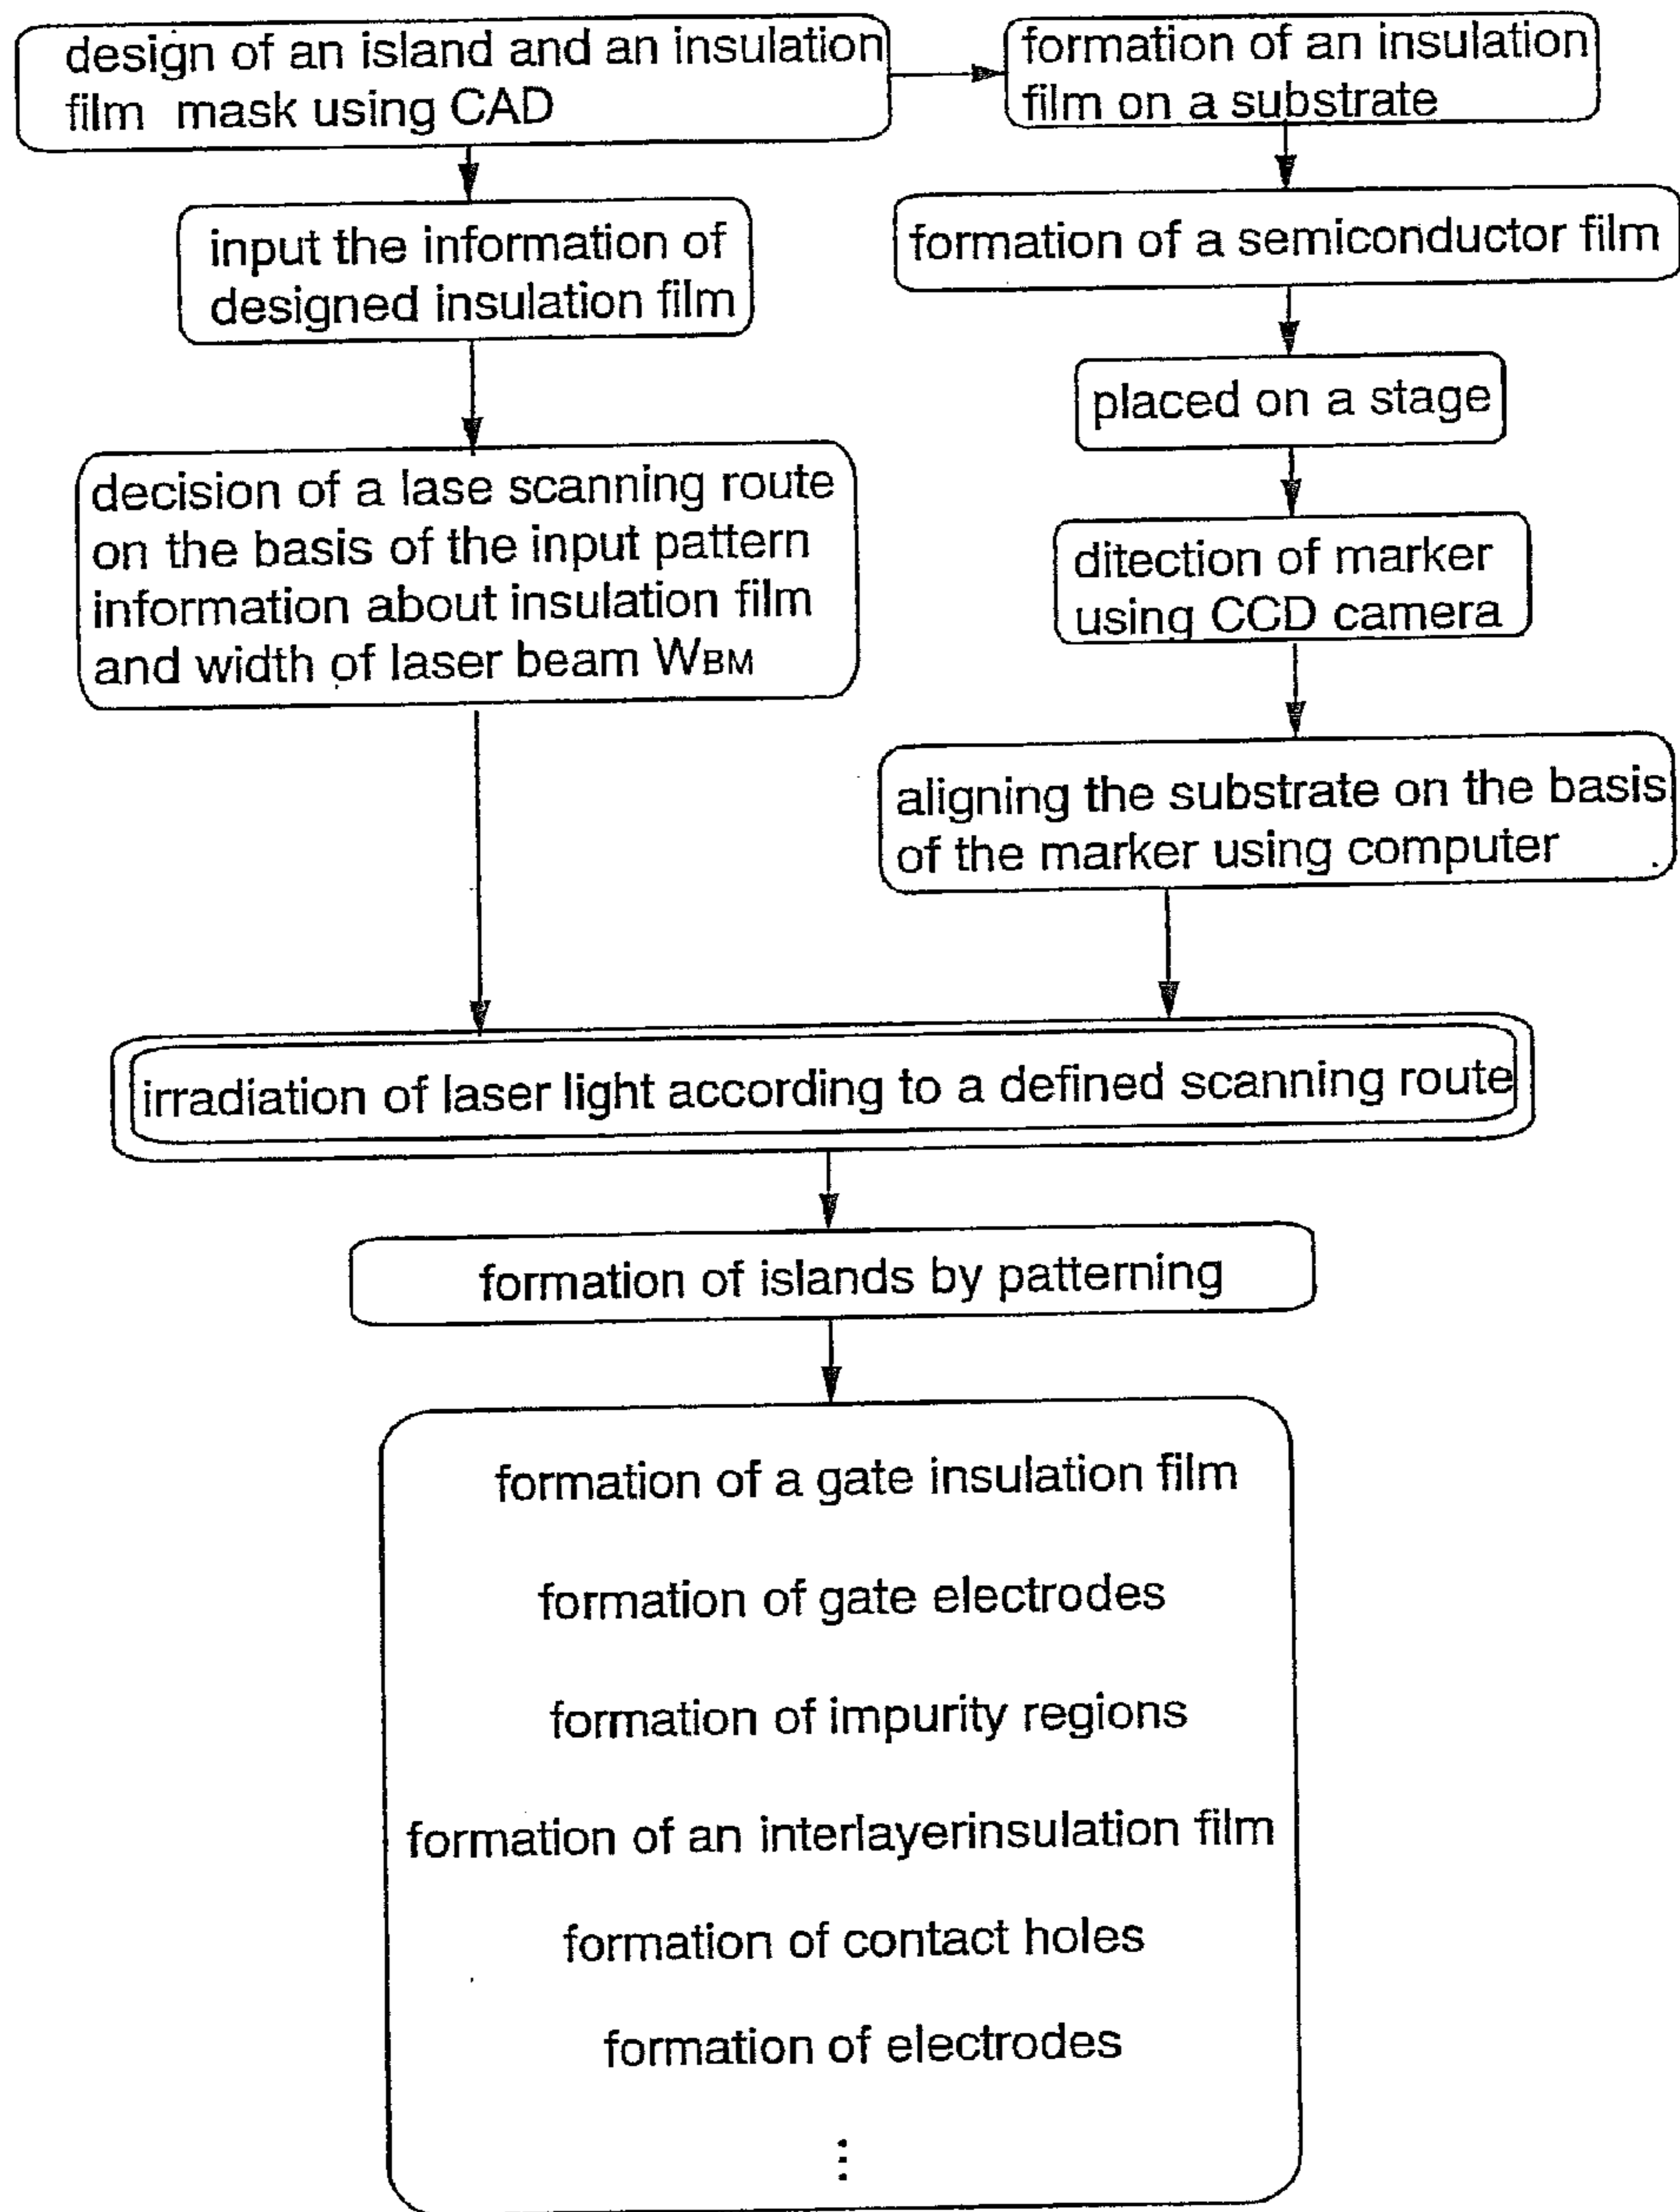 design of an island and an insulation
film mask using CAD
formation of an insulation
film on a substrate
input the information of
designed insulation film
formation of a semiconductor film
placed on a stage
decision of a lase scanning route
on the basis of the input pattern
information about insulation film
and width of laser beam WBM
ditection of marker
using CCD camera
aligning the substrate on the basis
of the marker using computer
irradiation of laser light according to a defined scanning route
formation of islands by patterning
formation of a gate insulation film
formation of gate electrodes
formation of impurity regions
formation of an interlayerinsulation film
formation of contact holes
formation of electrodes
⋮